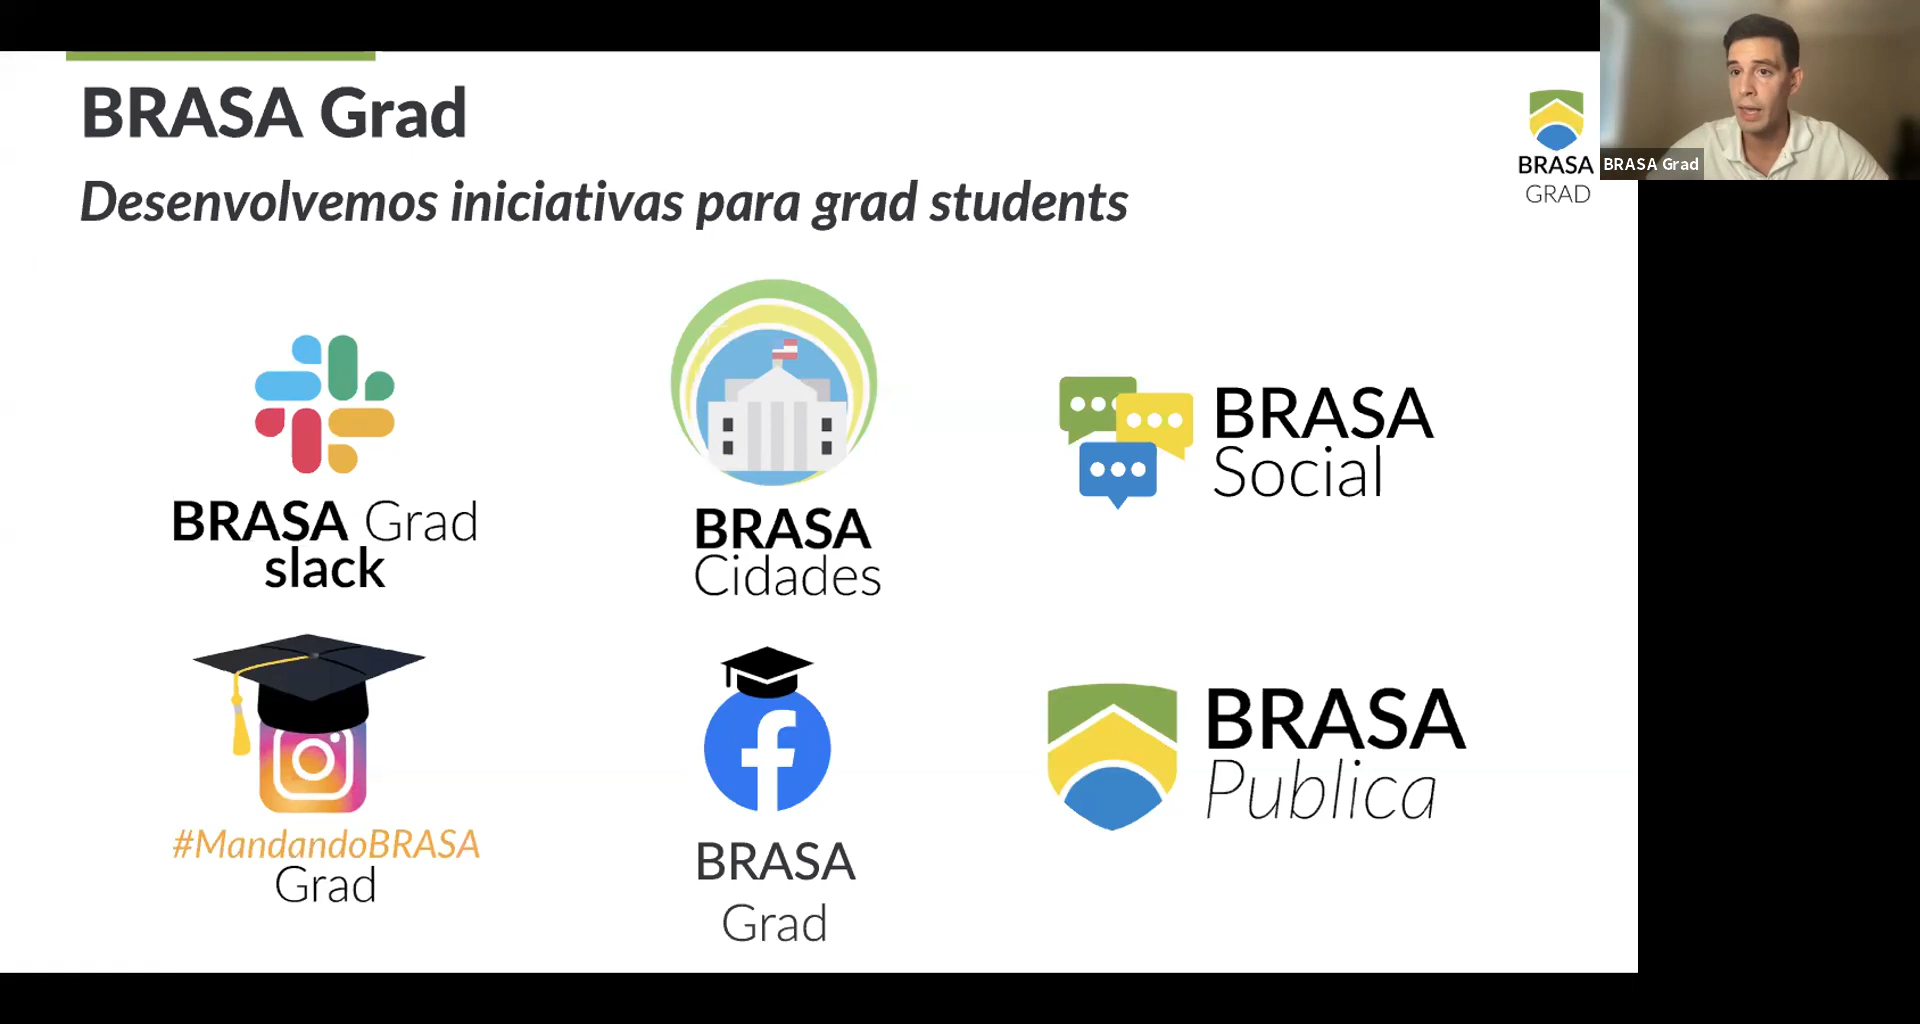 BRASA Grad
Desenvolvemos iniciativas para grad students
BRASA
GRAD
BRASA Grad
BRASA Grad
slack
BRASA
Cidades
BRASA
Social
#MandandoBRASA
Grad
BRASA
Grad
BRASA
Publica